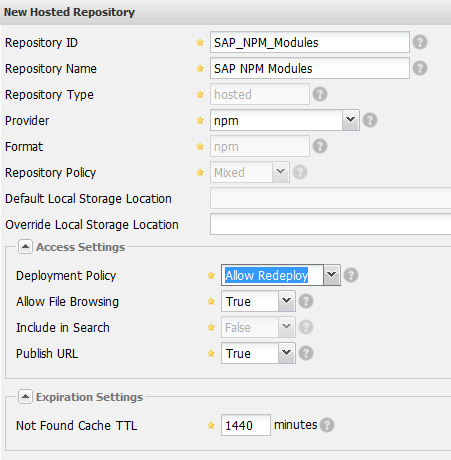 New Hosted Repository
Repository ID SAP_NPM_Modules
Repository Name SAP NPM Modules
Repository Type hosted
Provider npm
Format npm
Repository Policy Mixed
Default Local Storage Location
Override Local Storage Location
Access Settings
Deployment Policy Allow Redeploy
Allow File Browsing True
Include in Search False
Publish URL True
Expiration Settings
Not Found Cache TTL 1440 minutes